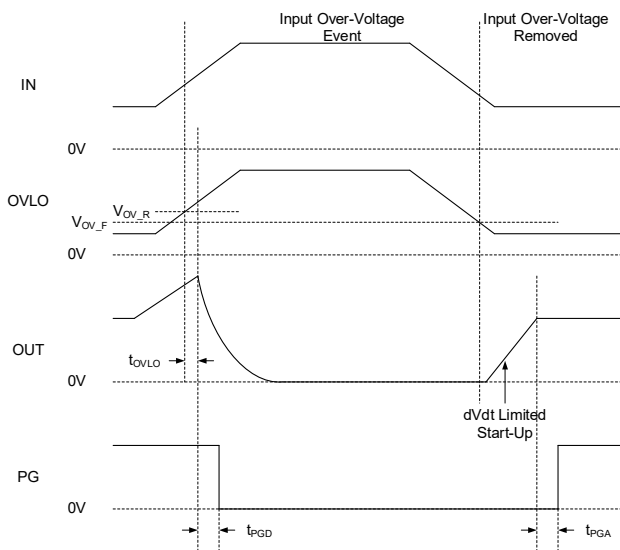 Input Over-Voltage
Event
Input Over-Voltage
Removed
IN
0V
OVLO
V_OV_R
V_OV_F
0V
OUT
t_OVLO
0V
dVdt Limited
Start-Up
PG
0V
t_PGD
t_PGA